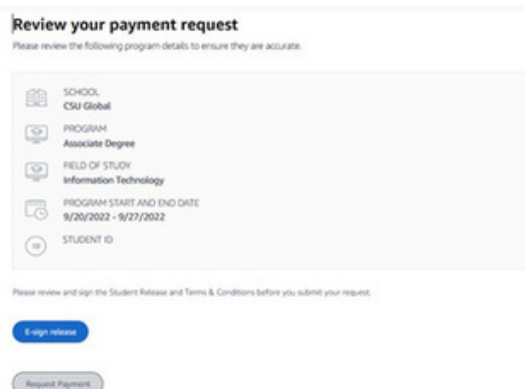 Review your payment request
Please review the following program details to ensure they are accurate.
SCHOOL
CSU Global
PROGRAM
Associate Degree
FIELD OF STUDY
Information Technology
PROGRAM START AND END DATE
9/20/2022 - 9/27/2022
STUDENT ID
Please review and sign the Student Release and Terms & Conditions before you submit your request.
E-sign release
Request Payment